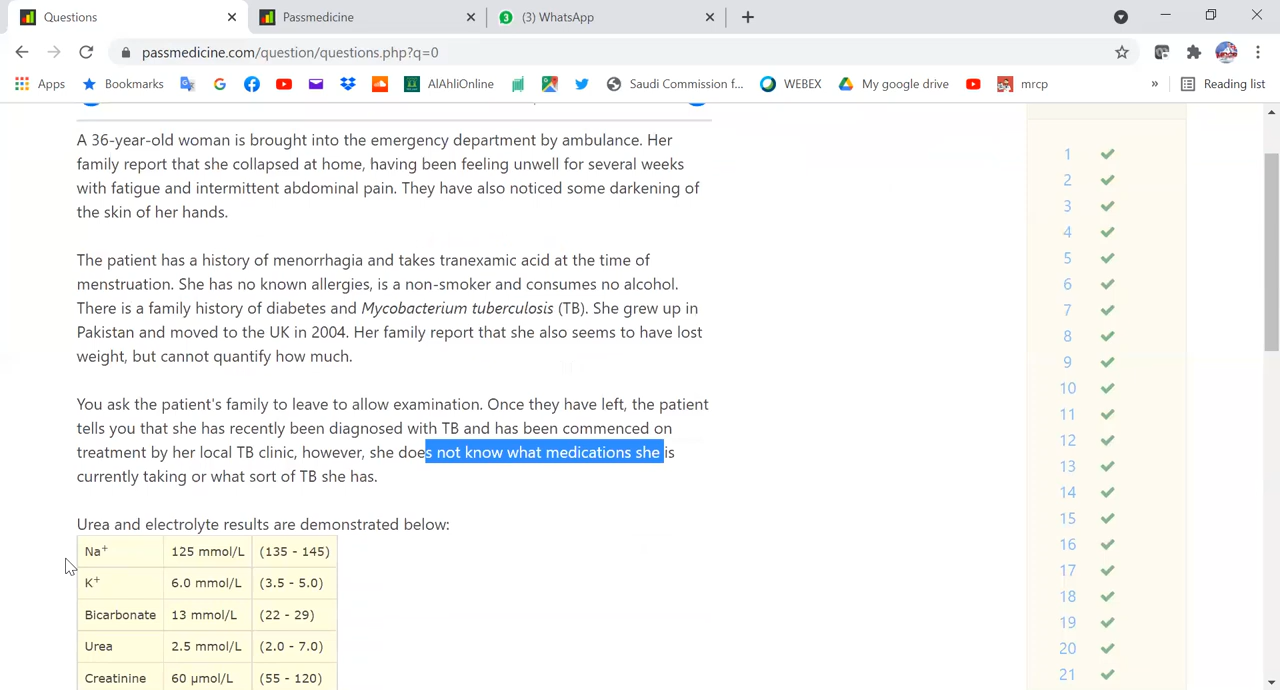 Questions
Passmedicine
(3) WhatsApp
passmedicine.com/question/questions.php?q=0
Apps
Bookmarks
AlAhliOnline
Saudi Commission f...
WEBEX
My google drive
mrcp
»
Reading list
A 36-year-old woman is brought into the emergency department by ambulance. Her
family report that she collapsed at home, having been feeling unwell for several weeks
with fatigue and intermittent abdominal pain. They have also noticed some darkening of
the skin of her hands.
The patient has a history of menorrhagia and takes tranexamic acid at the time of
menstruation. She has no known allergies, is a non-smoker and consumes no alcohol.
There is a family history of diabetes and Mycobacterium tuberculosis (TB). She grew up in
Pakistan and moved to the UK in 2004. Her family report that she also seems to have lost
weight, but cannot quantify how much.
You ask the patient's family to leave to allow examination. Once they have left, the patient
tells you that she has recently been diagnosed with TB and has been commenced on
treatment by her local TB clinic, however, she does not know what medications she is
currently taking or what sort of TB she has.
Urea and electrolyte results are demonstrated below:
Na+ 125 mmol/L (135 - 145)
K+ 6.0 mmol/L (3.5 - 5.0)
Bicarbonate 13 mmol/L (22 - 29)
Urea 2.5 mmol/L (2.0 - 7.0)
Creatinine 60 µmol/L (55 - 120)
1
2
3
4
5
6
7
8
9
10
11
12
13
14
15
16
17
18
19
20
21